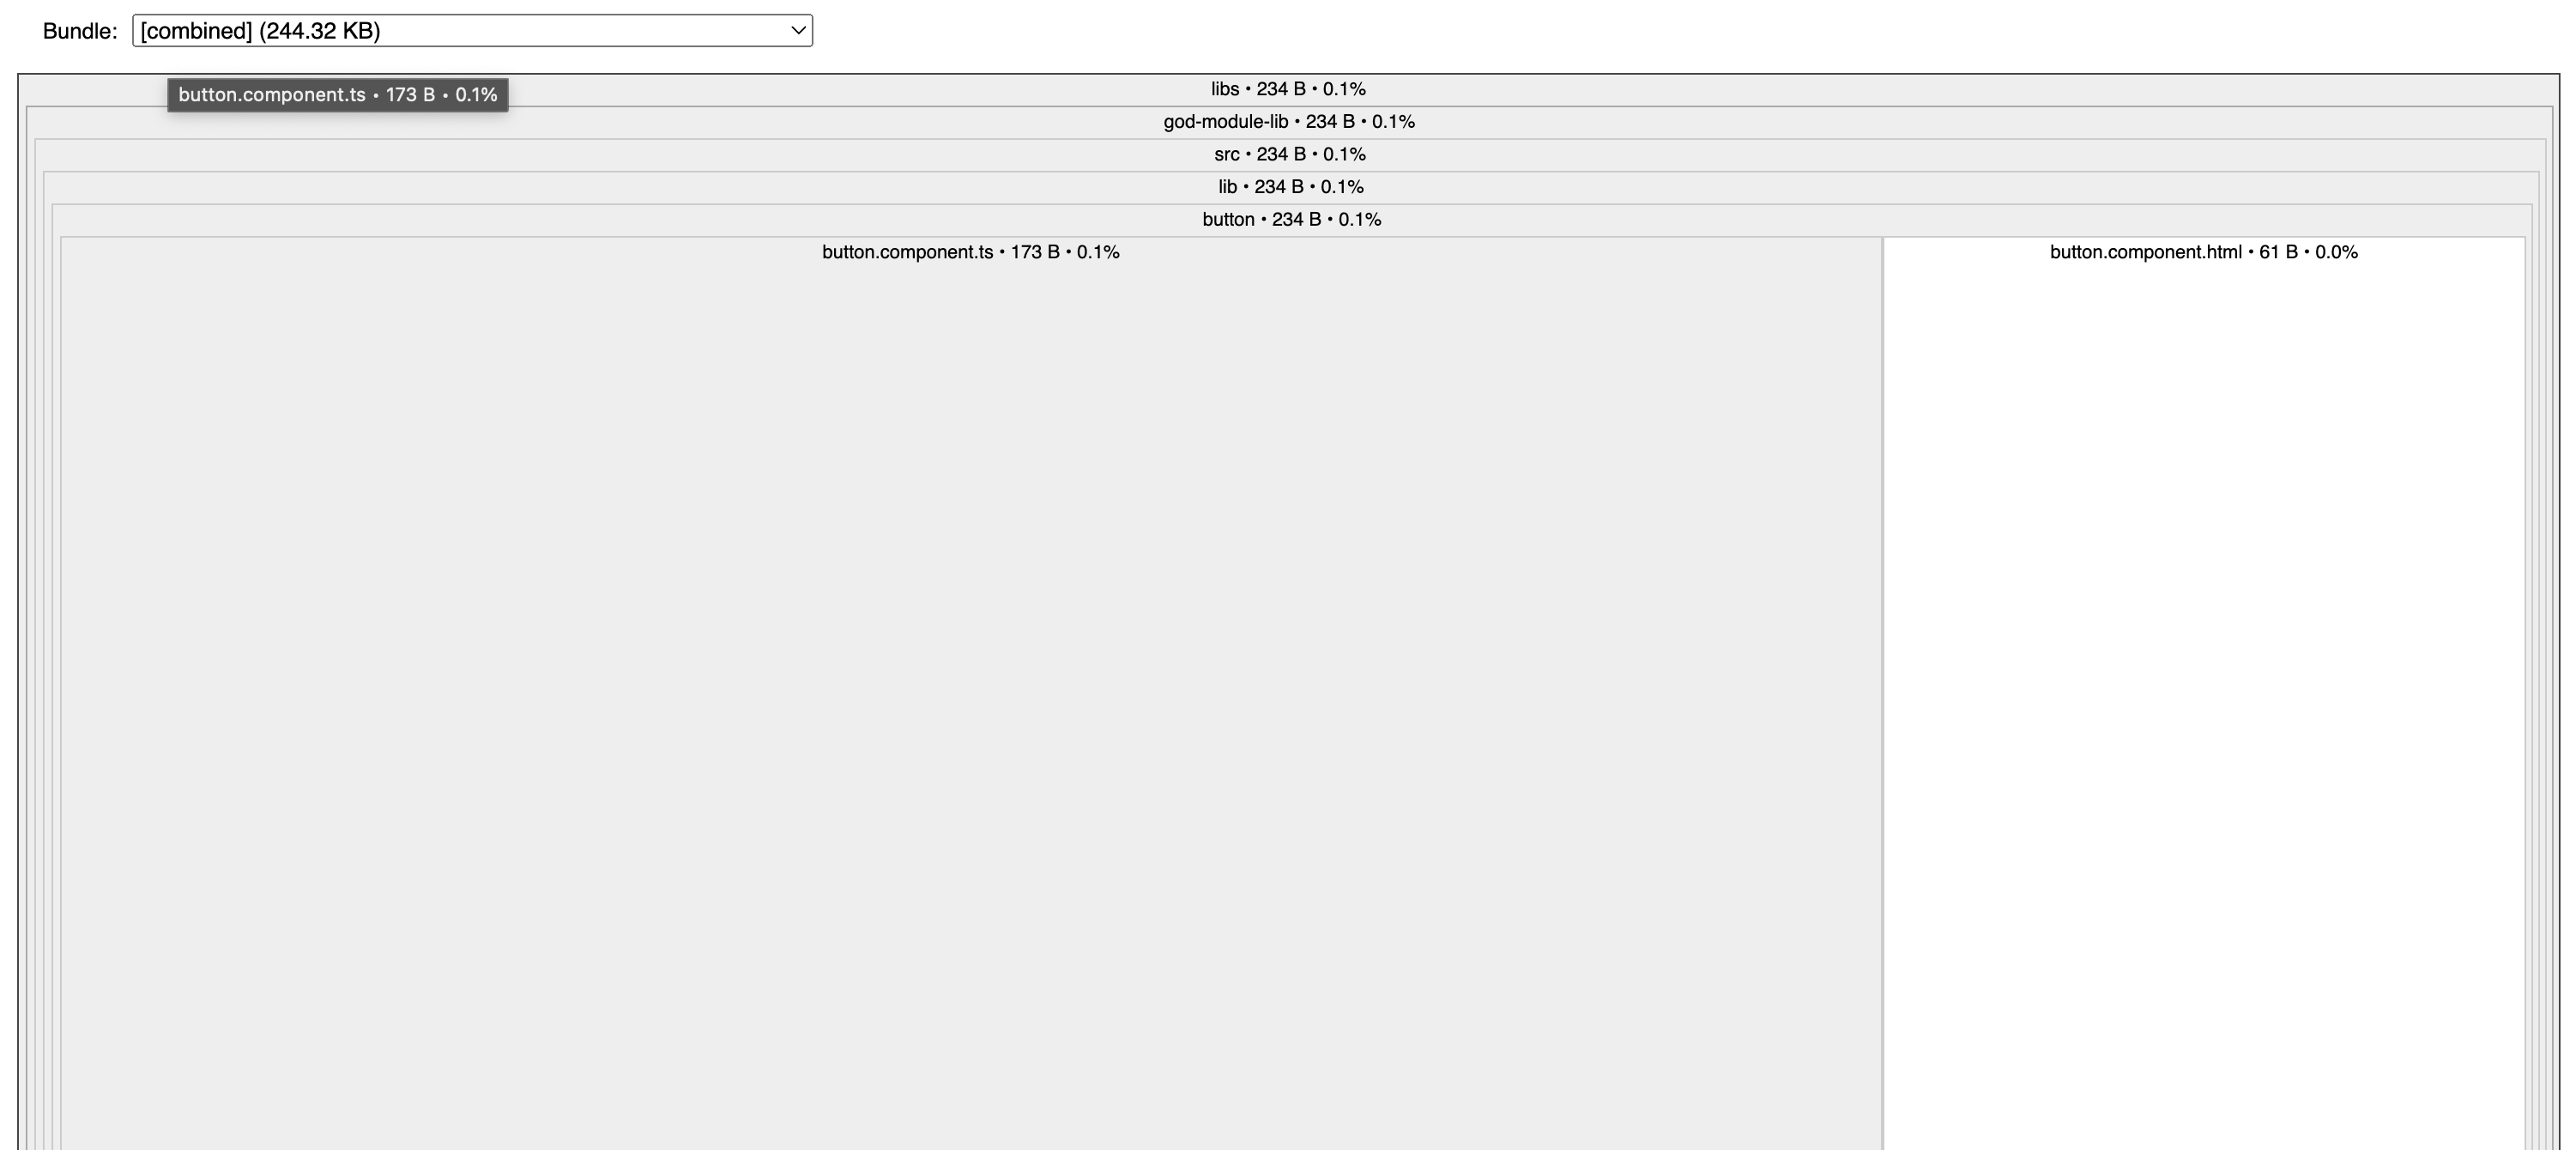 Bundle: [combined] (244.32 KB)
button.component.ts • 173 B • 0.1%
libs • 234 B • 0.1%
god-module-lib • 234 B • 0.1%
src • 234 B • 0.1%
lib • 234 B • 0.1%
button • 234 B • 0.1%
button.component.ts • 173 B • 0.1%
button.component.html • 61 B • 0.0%